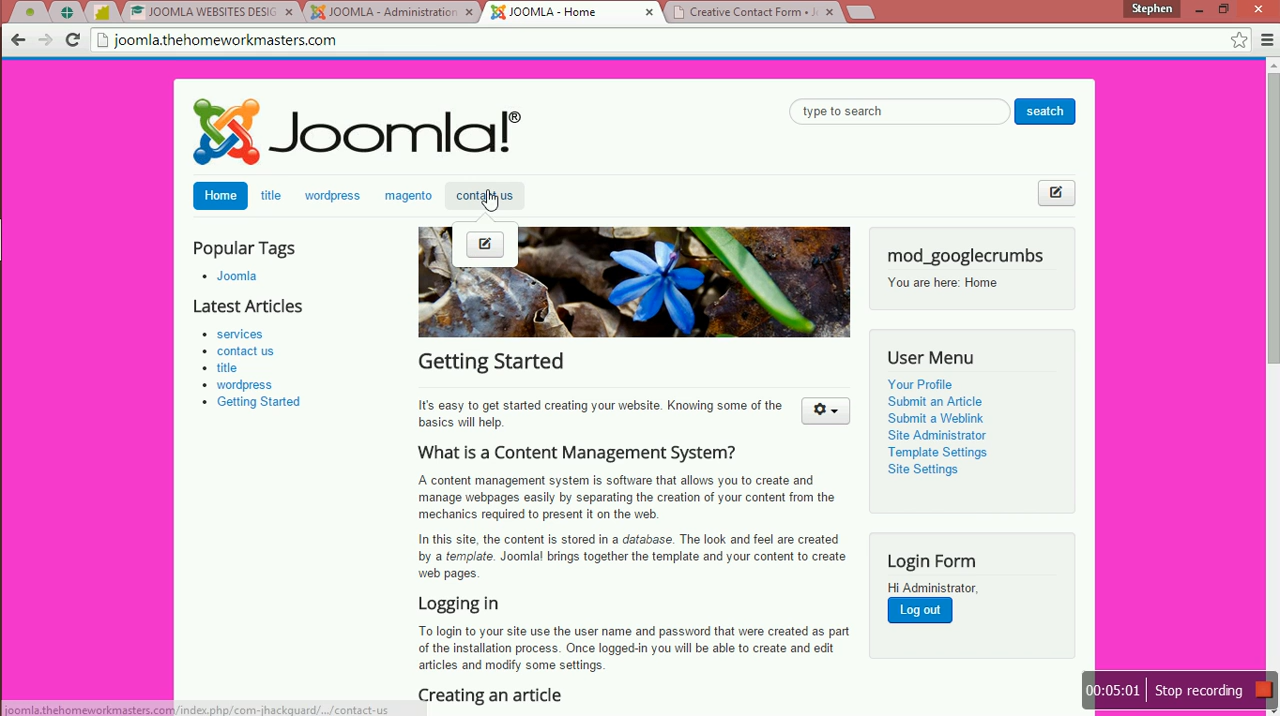 Stephen
JOOMLA WEBSITES DESIG
JOOMLA - Administration
JOOMLA - Home
Creative Contact Form • J
joomla.thehomeworkmasters.com
Joomla!®
type to search
seatch
Home
title
wordpress
magento
contact us
Popular Tags
Joomla
Latest Articles
services
contact us
title
wordpress
Getting Started
Getting Started
It's easy to get started creating your website. Knowing some of the
basics will help.
What is a Content Management System?
A content management system is software that allows you to create and
manage webpages easily by separating the creation of your content from the
mechanics required to present it on the web.
In this site, the content is stored in a database. The look and feel are created
by a template. Joomla! brings together the template and your content to create
web pages.
Logging in
To login to your site use the user name and password that were created as part
of the installation process. Once logged-in you will be able to create and edit
articles and modify some settings.
Creating an article
mod_googlecrumbs
You are here: Home
User Menu
Your Profile
Submit an Article
Submit a Weblink
Site Administrator
Template Settings
Site Settings
Login Form
Hi Administrator,
Log out
00:05:01
Stop recording
joomla.thehomeworkmasters.com/index.php/com-jhackguard/.../contact-us